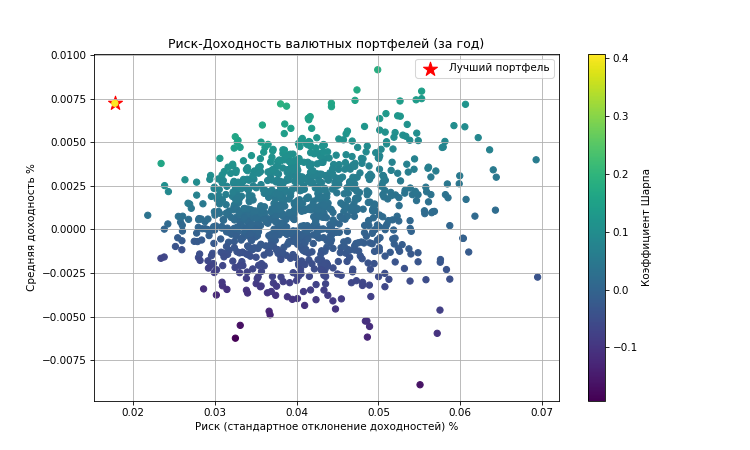 Риск-Доходность валютных портфелей (за год)
Лучший портфель
Средняя доходность %
0.0100
0.0075
0.0050
0.0025
0.0000
−0.0025
−0.0050
−0.0075
0.02 0.03 0.04 0.05 0.06 0.07
Риск (стандартное отклонение доходностей) %
0.4
0.3
0.2
0.1
0.0
−0.1
Коэффициент Шарпа